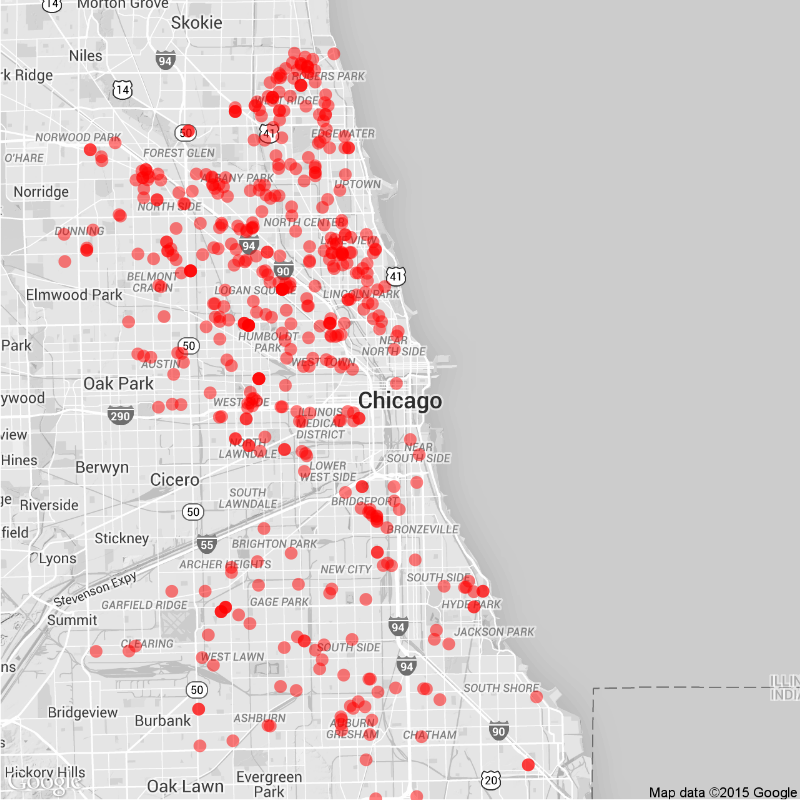 14
Morton Grove
Skokie
Niles
94
rk Ridge
ROGERS PARK
14
WEST RIDGE
NORWOOD PARK
50
41
EDGEWATER
O'HARE
FOREST GLEN
Norridge
ALBANY PARK
UPTOWN
NORTH SIDE
DUNNING
NORTH CENTER
94
LAKE VIEW
90
41
BELMONT
CRAGIN
Elmwood Park
LOGAN SQU
LINCOLN PARK
Park
50
HUMBOLDT
PARK
NEAR
NORTH SIDE
AUSTIN
WEST TOWN
Oak Park
ywood
290
WEST SIDE
Chicago
ILLINOIS
MEDICAL
DISTRICT
view
NORTH
LAWNDALE
NEAR
SOUTH SIDE
Hines
Berwyn
LOWER
WEST SIDE
Cicero
SOUTH
LAWNDALE
ge
Riverside
50
BRIDGEPORT
field
Stickney
BRONZEVILLE
55
BRIGHTON PARK
Lyons
ARCHER HEIGHTS
NEW CITY
Stevenson Expy
SOUTH SIDE
GARFIELD RIDGE
GAGE PARK
HYDE PARK
Summit
94
JACKSON PARK
CLEARING
SOUTH SIDE
ns
WEST LAWN
94
50
SOUTH SHORE
ILLIN
INDIA
Bridgeview
Burbank
ASHBURN
AUBURN
GRESHAM
CHATHAM
90
Hickory Hills
Google
Oak Lawn
Evergreen
Park
20
Map data ©2015 Google